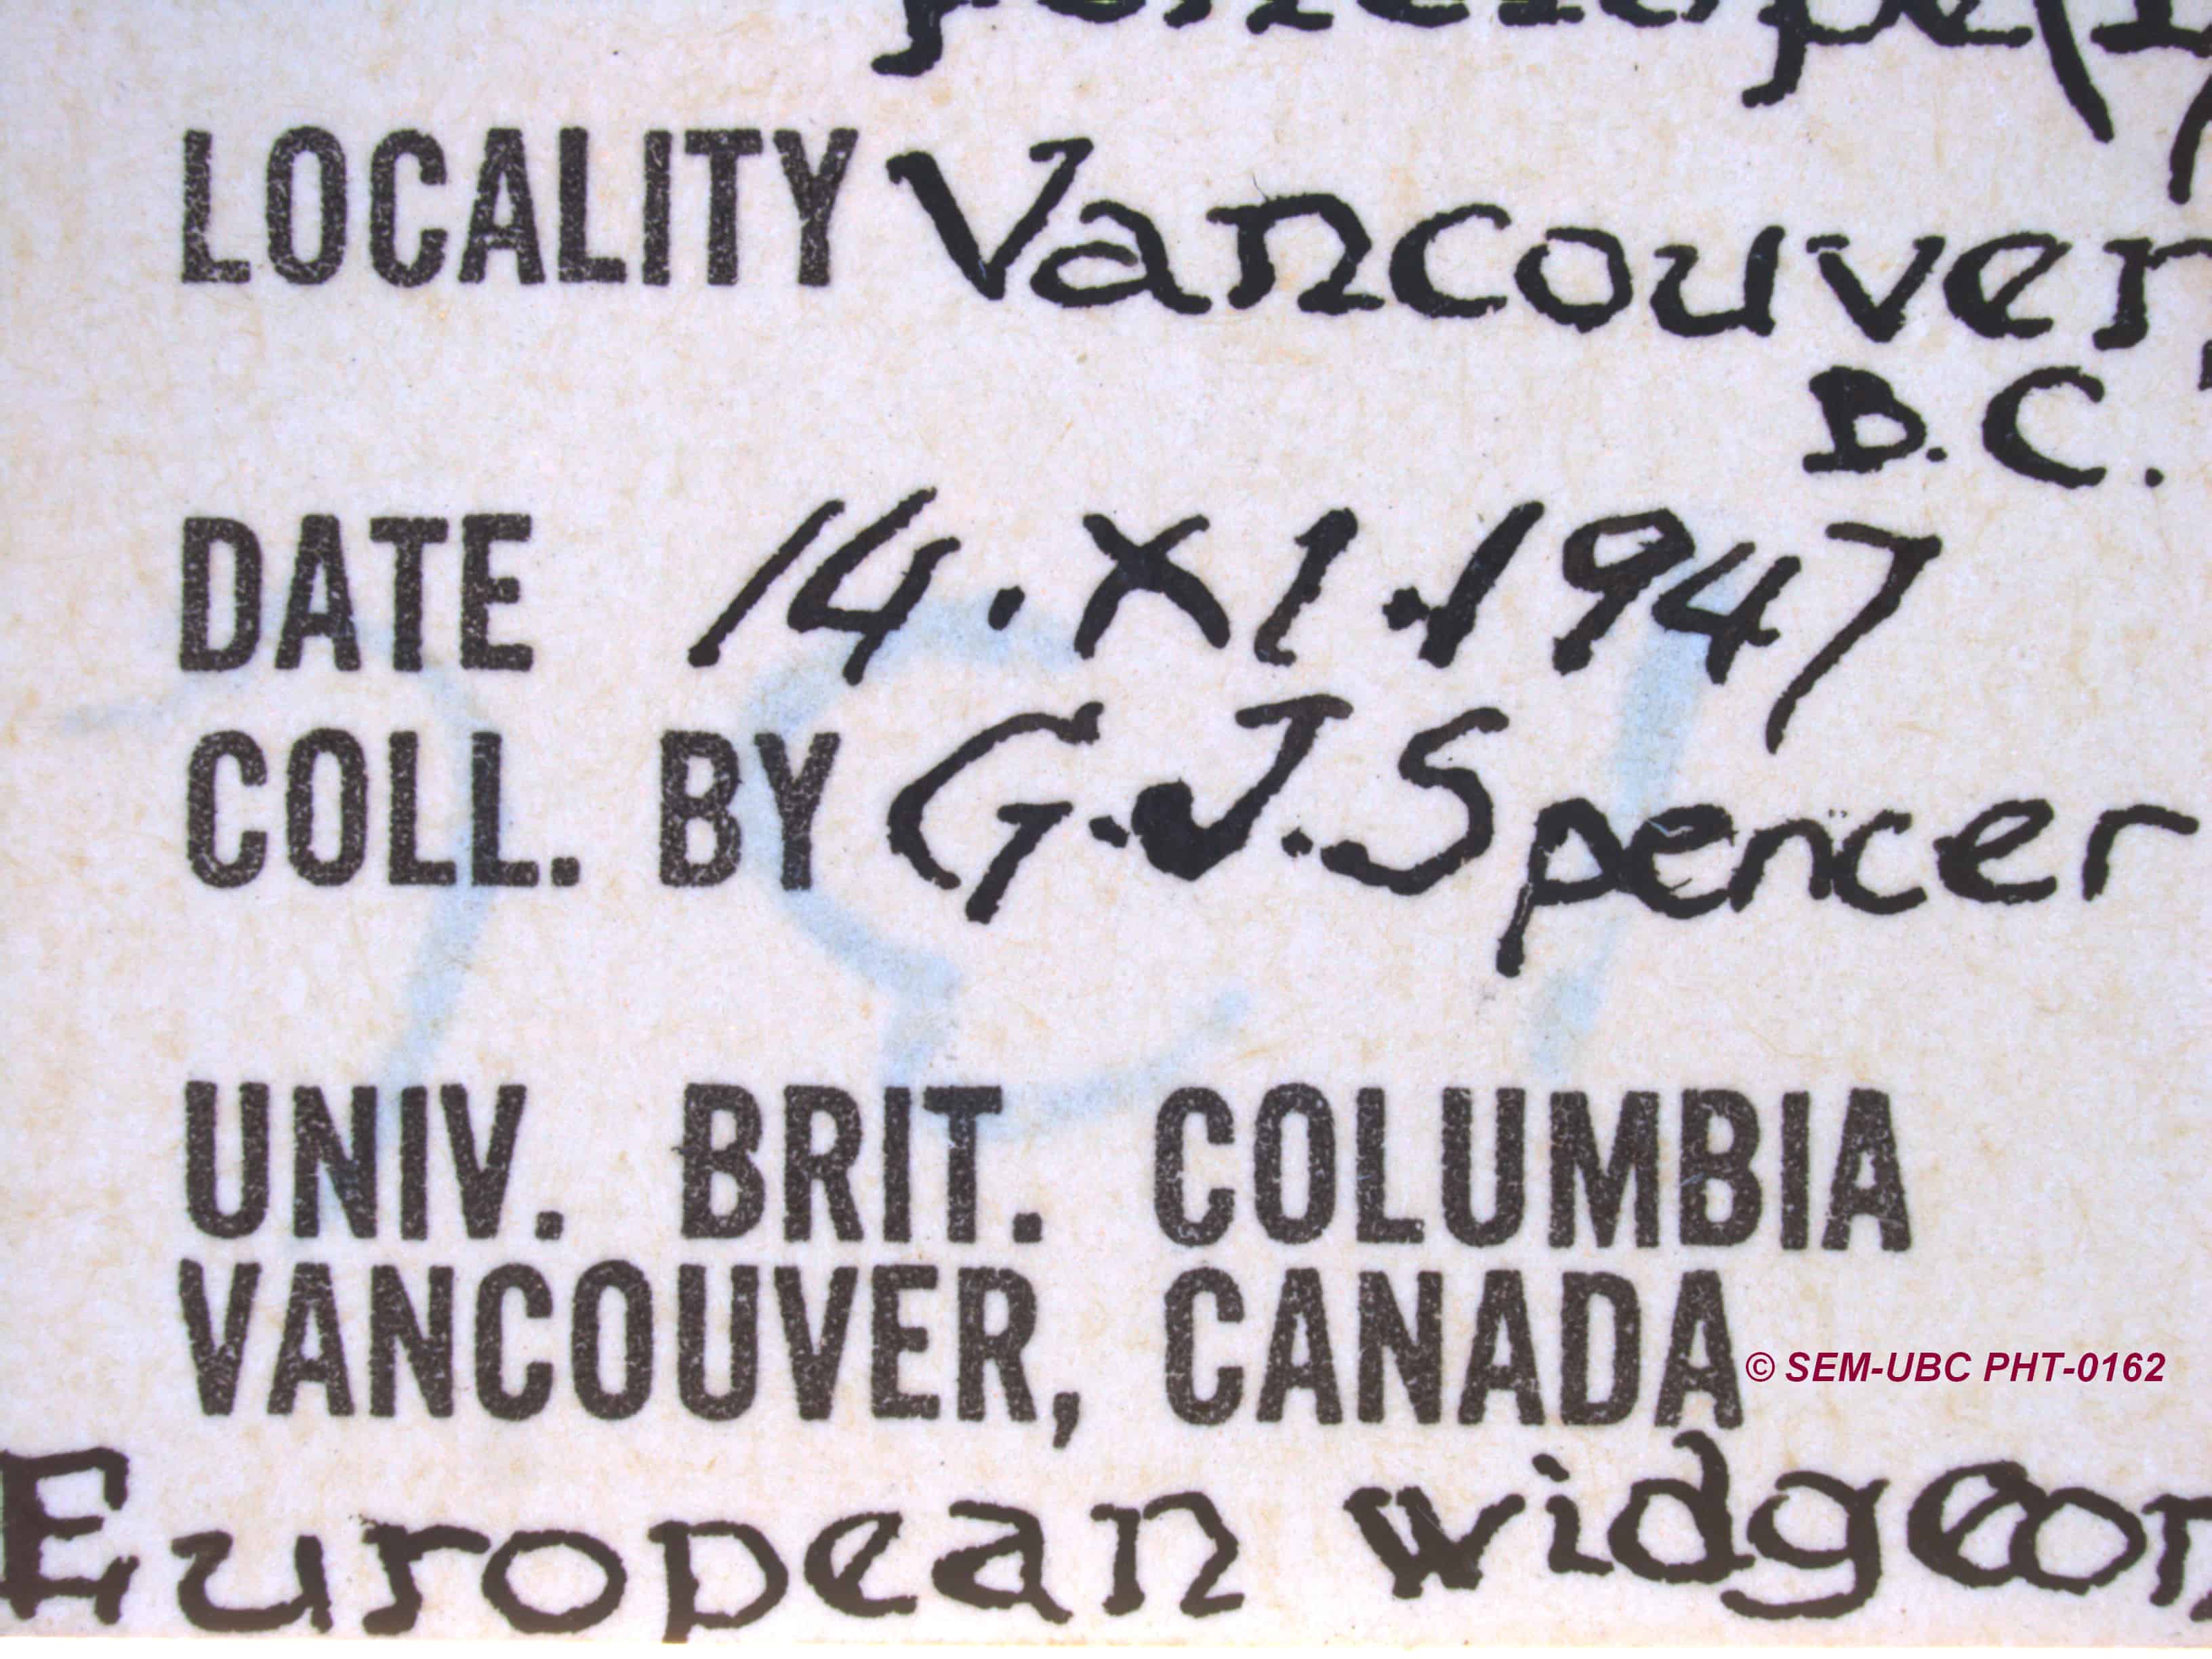 penelope (L
LOCALITY Vancouver,
B.C.
DATE 14.XI.1947
COLL. BY G.J.Spencer
UNIV. BRIT. COLUMBIA
VANCOUVER, CANADA
© SEM-UBC PHT-0162
European widgeon